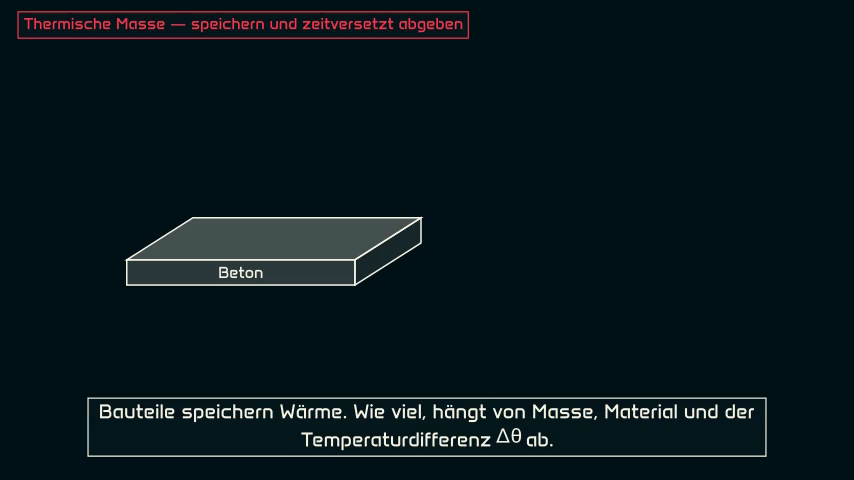 Thermische Masse — speichern und zeitversetzt abgeben
Beton
Bauteile speichern Wärme. Wie viel, hängt von Masse, Material und der
Temperaturdifferenz Δθ ab.